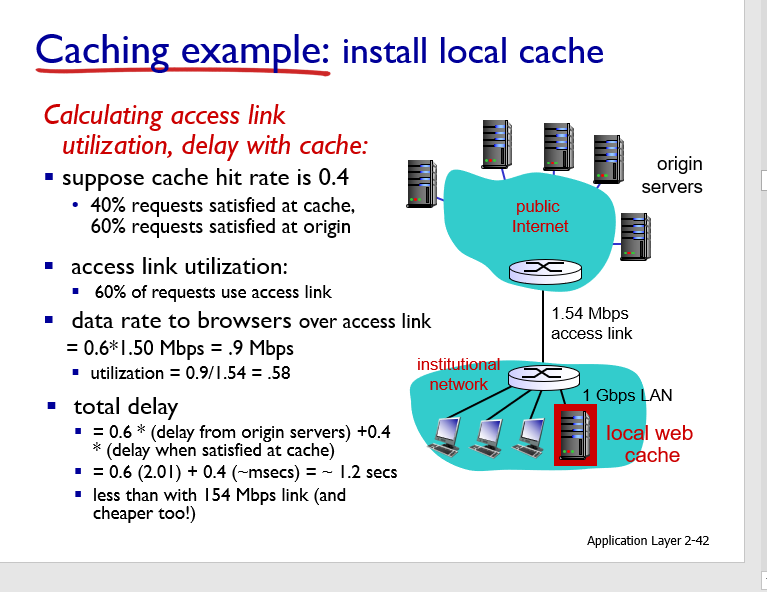 Caching example: install local cache
Calculating access link
utilization, delay with cache:
▪ suppose cache hit rate is 0.4
• 40% requests satisfied at cache,
60% requests satisfied at origin
▪ access link utilization:
▪ 60% of requests use access link
▪ data rate to browsers over access link
= 0.6*1.50 Mbps = .9 Mbps
▪ utilization = 0.9/1.54 = .58
▪ total delay
▪ = 0.6 * (delay from origin servers) +0.4
* (delay when satisfied at cache)
▪ = 0.6 (2.01) + 0.4 (~msecs) = ~ 1.2 secs
▪ less than with 154 Mbps link (and
cheaper too!)
origin
servers
public
Internet
1.54 Mbps
access link
institutional
network
1 Gbps LAN
local web
cache
Application Layer 2-42